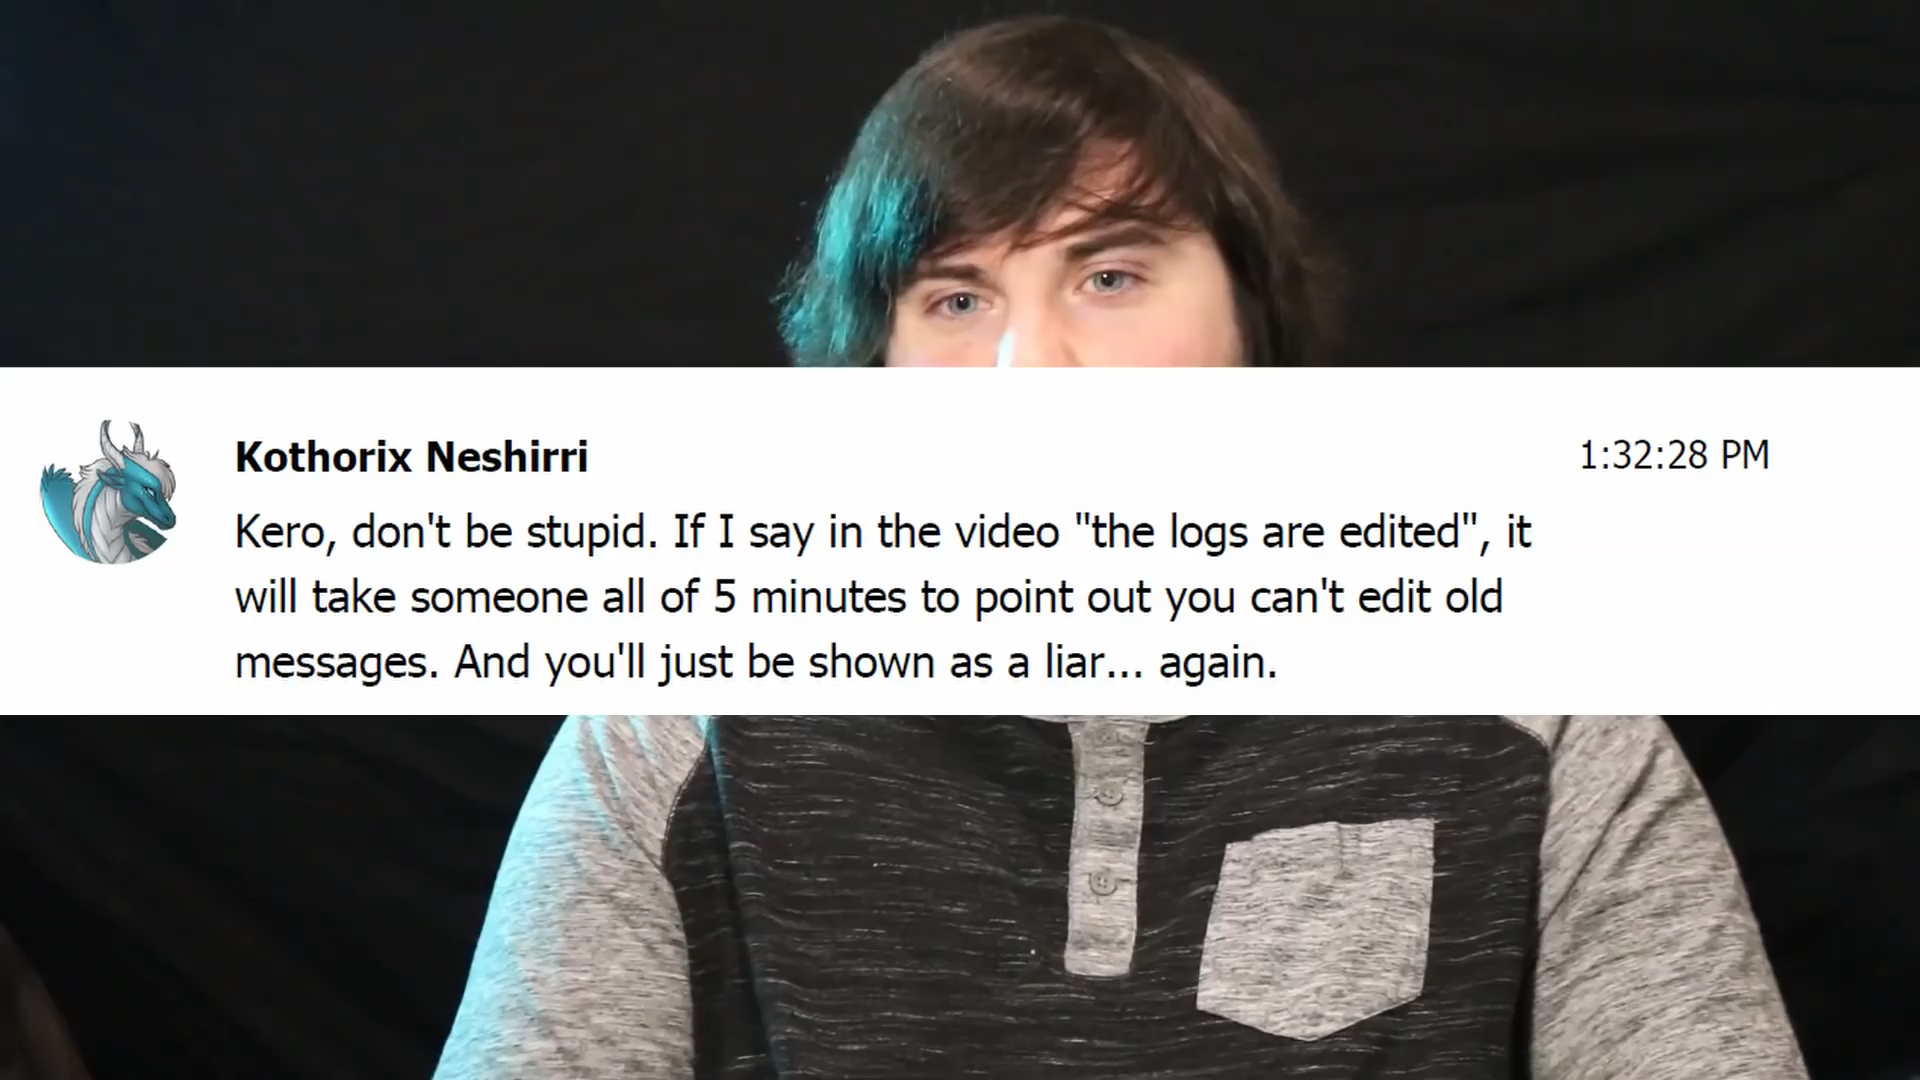 Kothorix Neshirri
1:32:28 PM
Kero, don't be stupid. If I say in the video "the logs are edited", it
will take someone all of 5 minutes to point out you can't edit old
messages. And you'll just be shown as a liar... again.